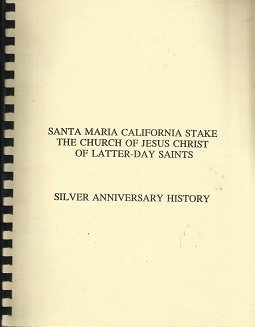 SANTA MARIA CALIFORNIA STAKE
THE CHURCH OF JESUS CHRIST
OF LATTER-DAY SAINTS
SILVER ANNIVERSARY HISTORY